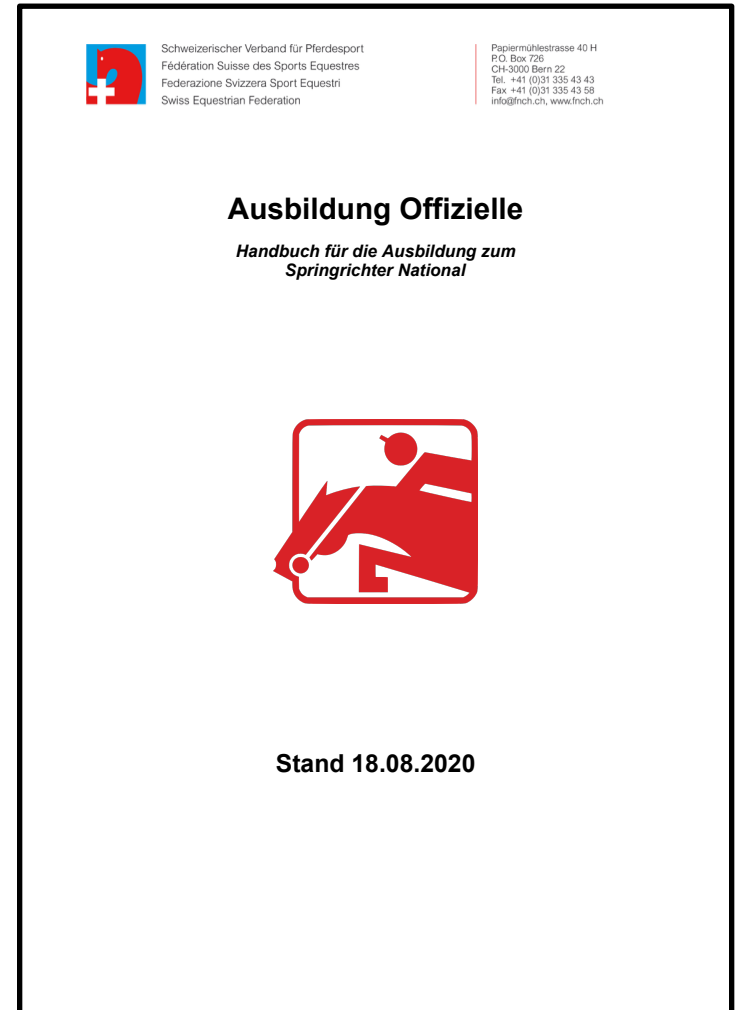 Schweizerischer Verband für Pferdesport
Fédération Suisse des Sports Equestres
Federazione Svizzera Sport Equestri
Swiss Equestrian Federation
Papiermühlestrasse 40 H
P.O. Box 726
CH-3000 Bern 22
Tel. +41 (0)31 335 43 43
Fax +41 (0)31 335 43 58
info@fnch.ch, www.fnch.ch
Ausbildung Offizielle
Handbuch für die Ausbildung zum
Springrichter National
Stand 18.08.2020